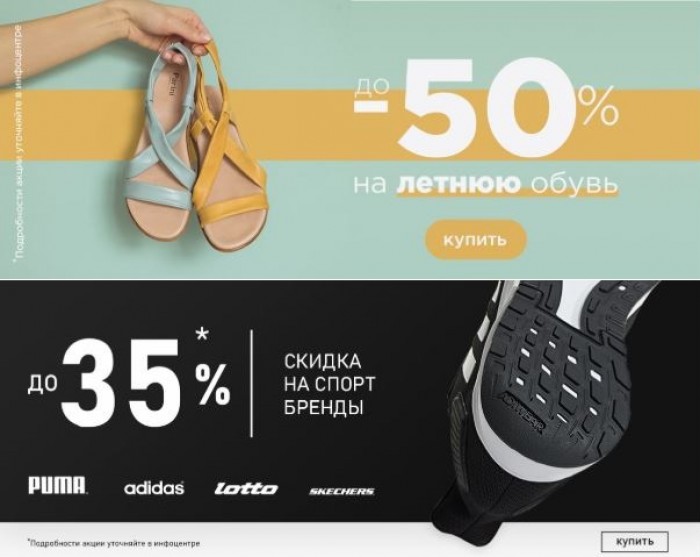 *Подробности акции уточняйте в инфоцентре
до
-50%
на летнюю обувь
купить
до 35%*
СКИДКА
НА СПОРТ
БРЕНДЫ
ADIWEAR
PUMA adidas lotto SKECHERS
*Подробности акции уточняйте в инфоцентре
купить